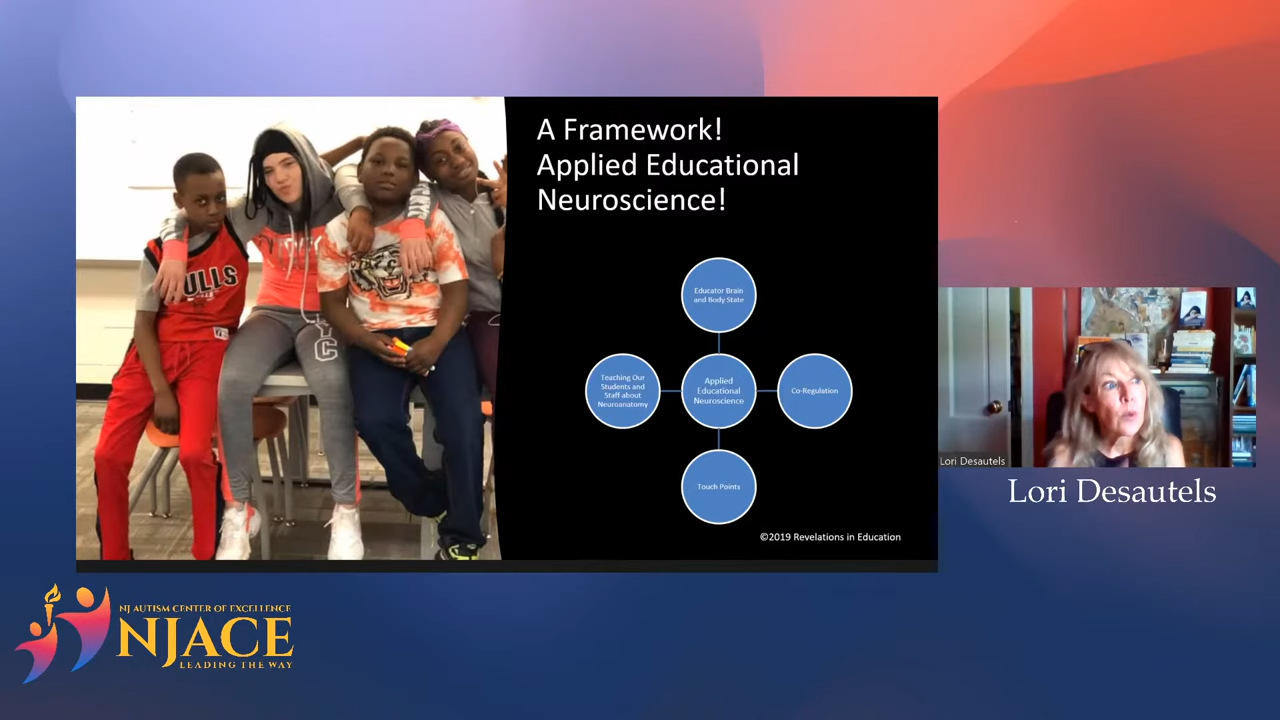 A Framework!
Applied Educational
Neuroscience!
Educator Brain
and Body State
Teaching Our
Students and
Staff about
Neuroanatomy
Applied
Educational
Neuroscience
Co-Regulation
Touch Points
©2019 Revelations in Education
Lori Desautels
Lori Desautels
NJ AUTISM CENTER OF EXCELLENCE
NJACE
LEADING THE WAY